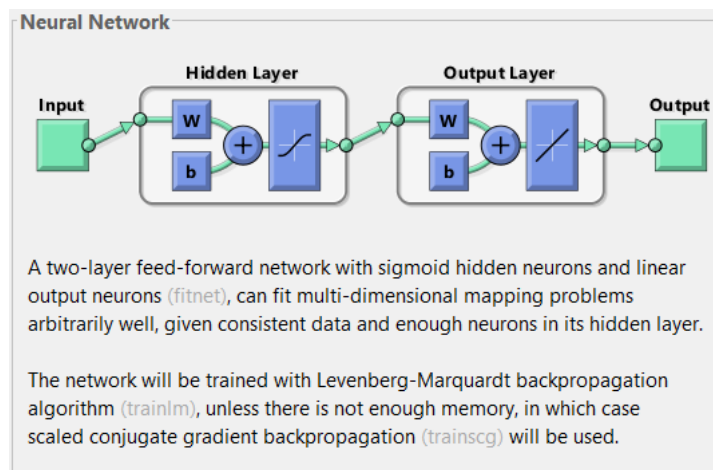 Neural Network
Hidden Layer
Output Layer
Input
Output
W
W
b
b
A two-layer feed-forward network with sigmoid hidden neurons and linear
output neurons (fitnet), can fit multi-dimensional mapping problems
arbitrarily well, given consistent data and enough neurons in its hidden layer.
The network will be trained with Levenberg-Marquardt backpropagation
algorithm (trainlm), unless there is not enough memory, in which case
scaled conjugate gradient backpropagation (trainscg) will be used.